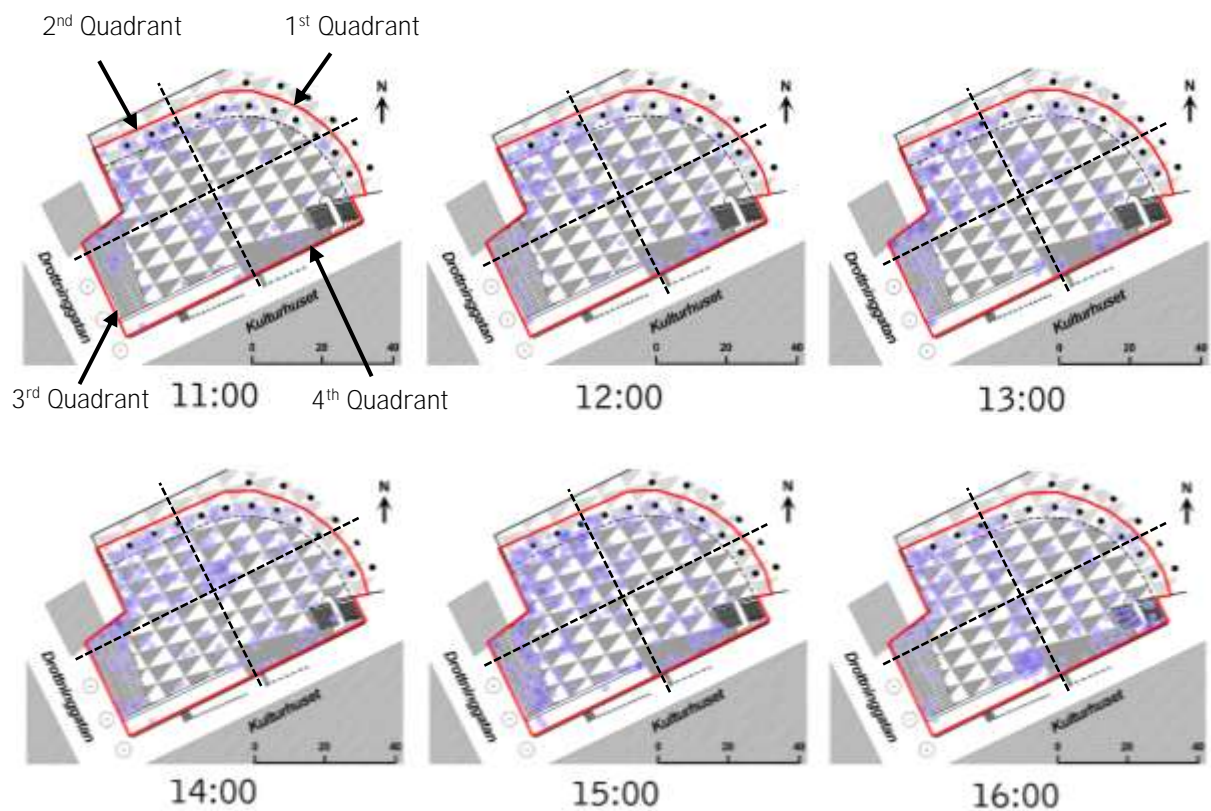 2nd Quadrant
1st Quadrant
N
Drottninggatan
Kulturhuset
0 20 40
3rd Quadrant
11:00
4th Quadrant
N
Drottninggatan
Kulturhuset
0 20 40
12:00
N
Drottninggatan
Kulturhuset
0 20 40
13:00
N
Drottninggatan
Kulturhuset
0 20 40
14:00
N
Drottninggatan
Kulturhuset
0 20 40
15:00
N
Drottninggatan
Kulturhuset
0 20 40
16:00